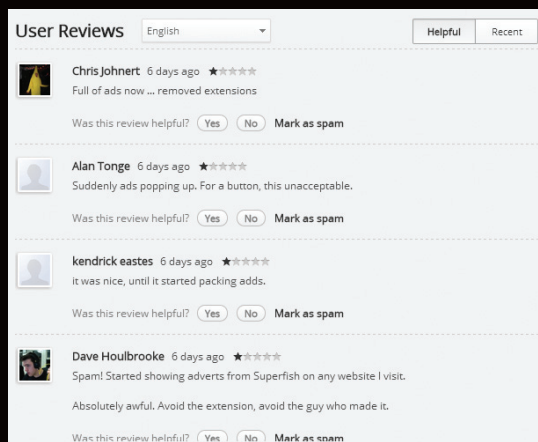 User Reviews English Helpful Recent
Chris Johnert 6 days ago
Full of ads now ... removed extensions
Was this review helpful? Yes No Mark as spam
Alan Tonge 6 days ago
Suddenly ads popping up. For a button, this unacceptable.
Was this review helpful? Yes No Mark as spam
kendrick eastes 6 days ago
it was nice, until it started packing adds.
Was this review helpful? Yes No Mark as spam
Dave Houlbrooke 6 days ago
Spam! Started showing adverts from Superfish on any website I visit.
Absolutely awful. Avoid the extension, avoid the guy who made it.
Was this review helpful? Yes No Mark as spam